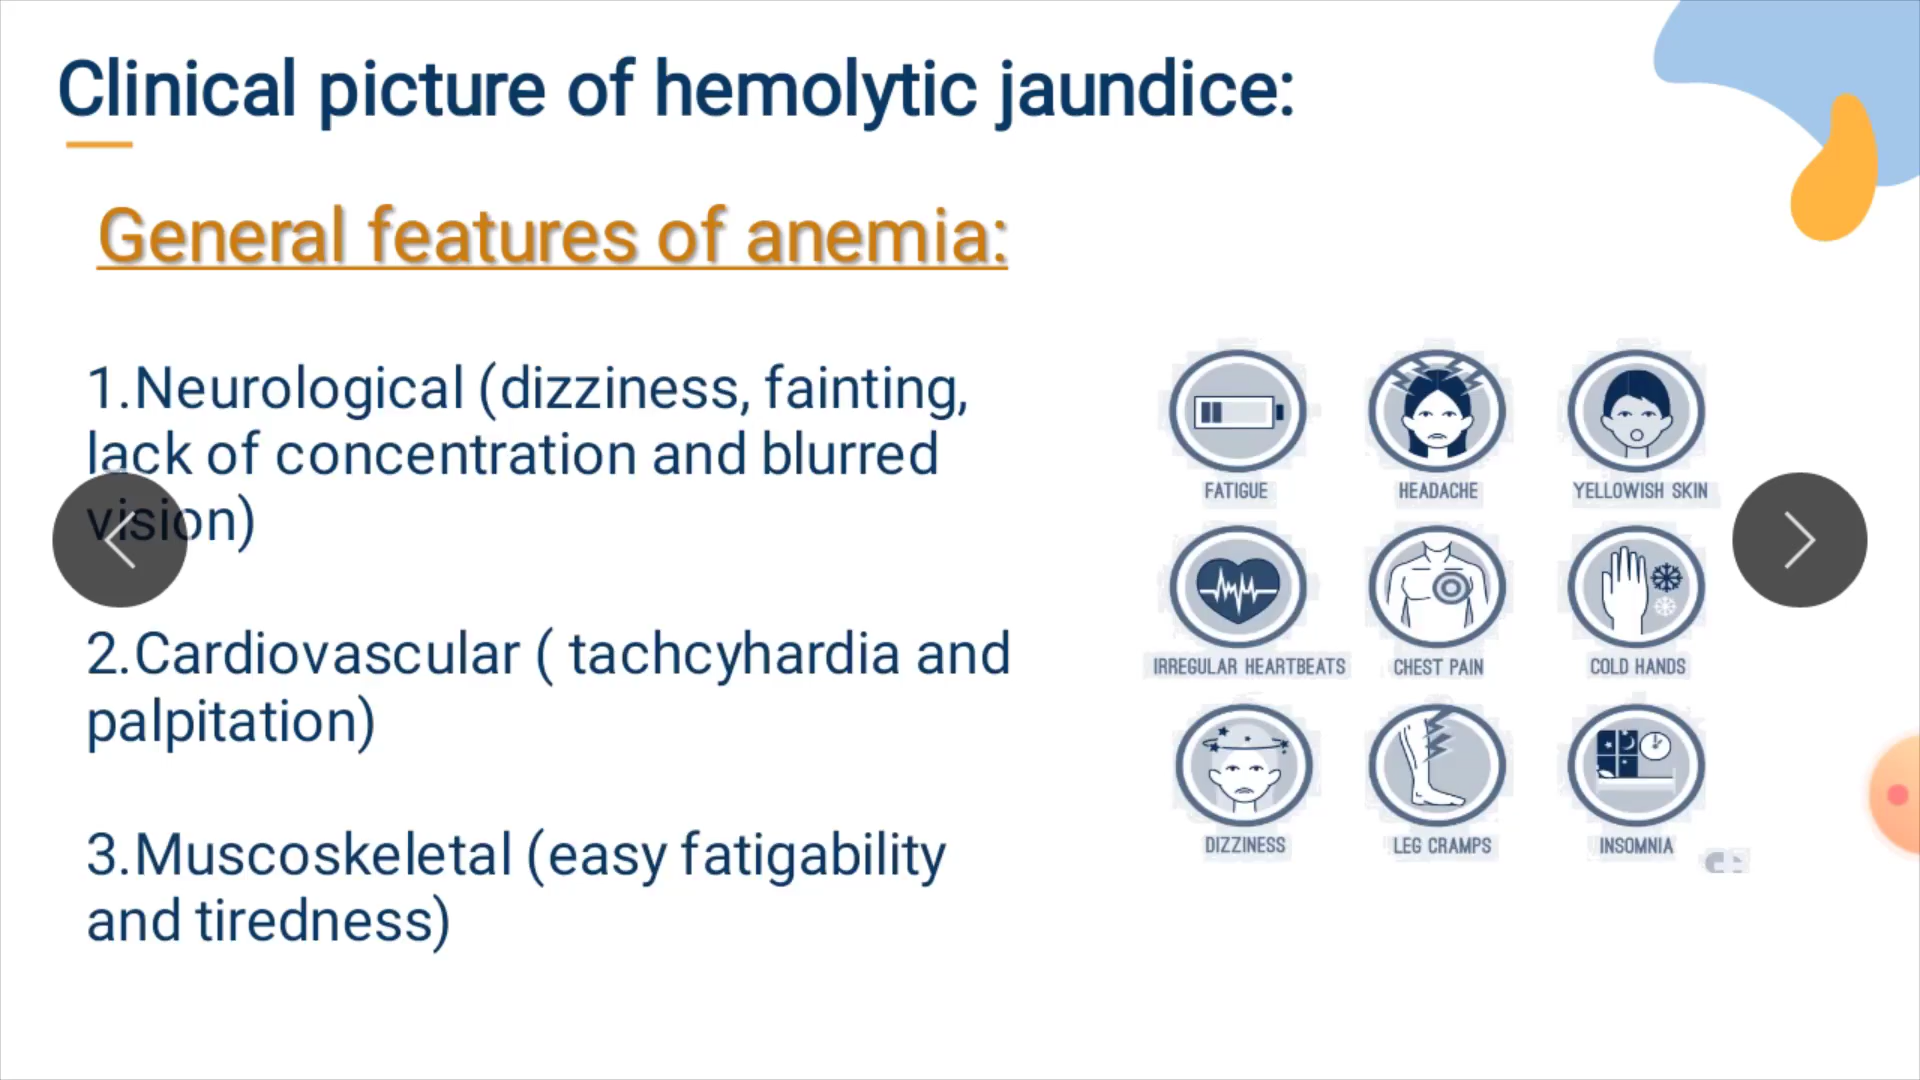 Clinical picture of hemolytic jaundice:
General features of anemia:
1.Neurological (dizziness, fainting,
lack of concentration and blurred
vision)
2.Cardiovascular ( tachcyhardia and
palpitation)
3.Muscoskeletal (easy fatigability
and tiredness)
FATIGUE
HEADACHE
YELLOWISH SKIN
IRREGULAR HEARTBEATS
CHEST PAIN
COLD HANDS
DIZZINESS
LEG CRAMPS
INSOMNIA